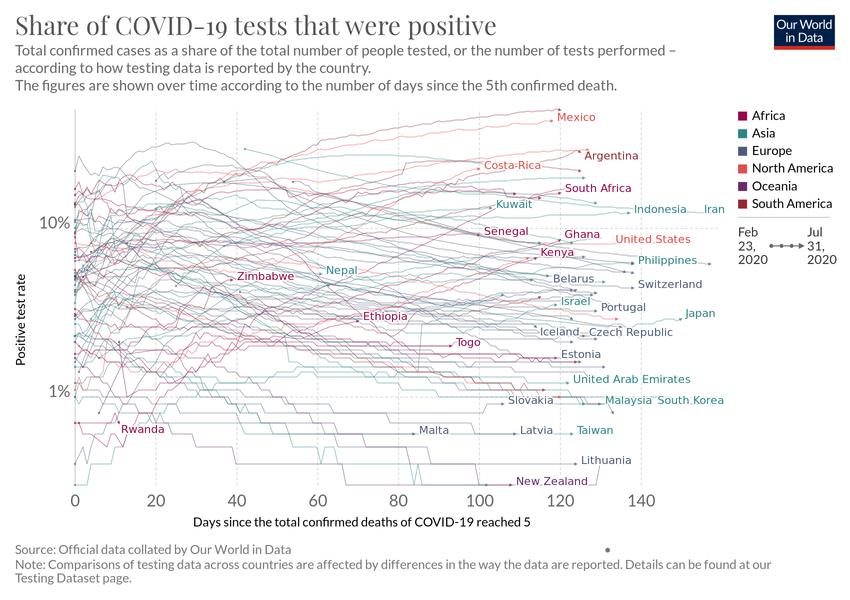 Share of COVID-19 tests that were positive
Our World
in Data
Total confirmed cases as a share of the total number of people tested, or the number of tests performed –
according to how testing data is reported by the country.
The figures are shown over time according to the number of days since the 5th confirmed death.
Africa
Asia
Europe
North America
Oceania
South America
Feb
23,
2020
Jul
31,
2020
Positive test rate
10%
1%
Mexico
Argentina
Costa Rica
South Africa
Kuwait
Indonesia
Iran
Senegal
Ghana
United States
Kenya
Philippines
Nepal
Zimbabwe
Belarus
Switzerland
Israel
Portugal
Ethiopia
Japan
Iceland
Czech Republic
Togo
Estonia
United Arab Emirates
Slovakia
Malaysia
South Korea
Rwanda
Malta
Latvia
Taiwan
Lithuania
New Zealand
0
20
40
60
80
100
120
140
Days since the total confirmed deaths of COVID-19 reached 5
Source: Official data collated by Our World in Data
Note: Comparisons of testing data across countries are affected by differences in the way the data are reported. Details can be found at our
Testing Dataset page.